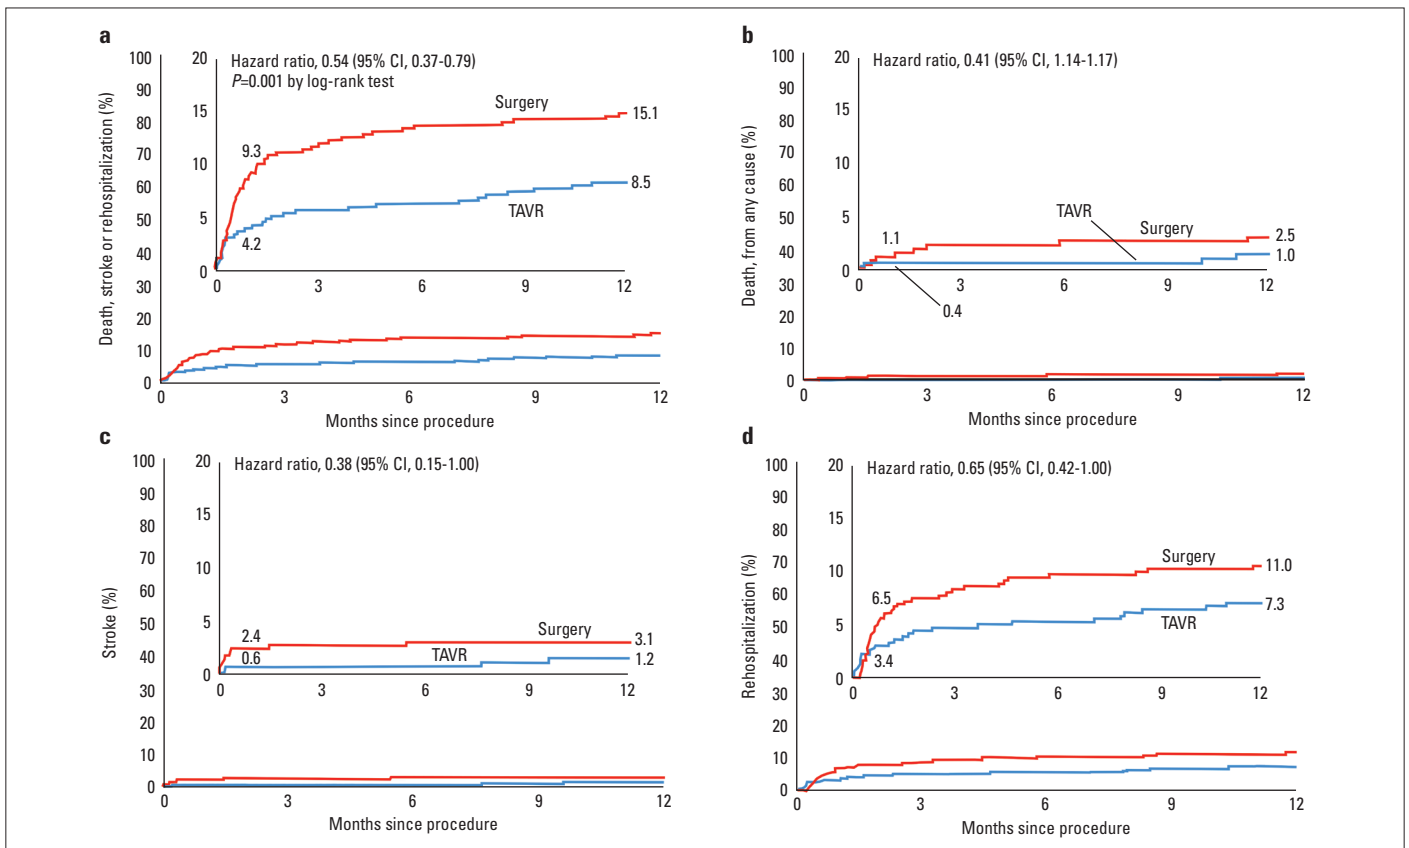 a
Hazard ratio, 0.54 (95% CI, 0.37-0.79)
P=0.001 by log-rank test
Death, stroke or rehospitalization (%)
100
90
80
70
60
50
40
30
20
10
0
20
15
10
5
0
Surgery
15.1
9.3
8.5
TAVR
4.2
0 3 6 9 12
0 3 6 9 12
Months since procedure
b
Hazard ratio, 0.41 (95% CI, 1.14-1.17)
Death, from any cause (%)
100
90
80
70
60
50
40
30
20
10
0
20
15
10
5
0
TAVR
Surgery
1.1
2.5
1.0
0.4
0 3 6 9 12
0 3 6 9 12
Months since procedure
c
Hazard ratio, 0.38 (95% CI, 0.15-1.00)
Stroke (%)
100
90
80
70
60
50
40
30
20
10
0
20
15
10
5
0
2.4
Surgery
3.1
0.6
TAVR
1.2
0 3 6 9 12
0 3 6 9 12
Months since procedure
d
Hazard ratio, 0.65 (95% CI, 0.42-1.00)
Rehospitalization (%)
100
90
80
70
60
50
40
30
20
10
0
20
15
10
5
0
Surgery
11.0
6.5
7.3
TAVR
3.4
0 3 6 9 12
0 3 6 9 12
Months since procedure